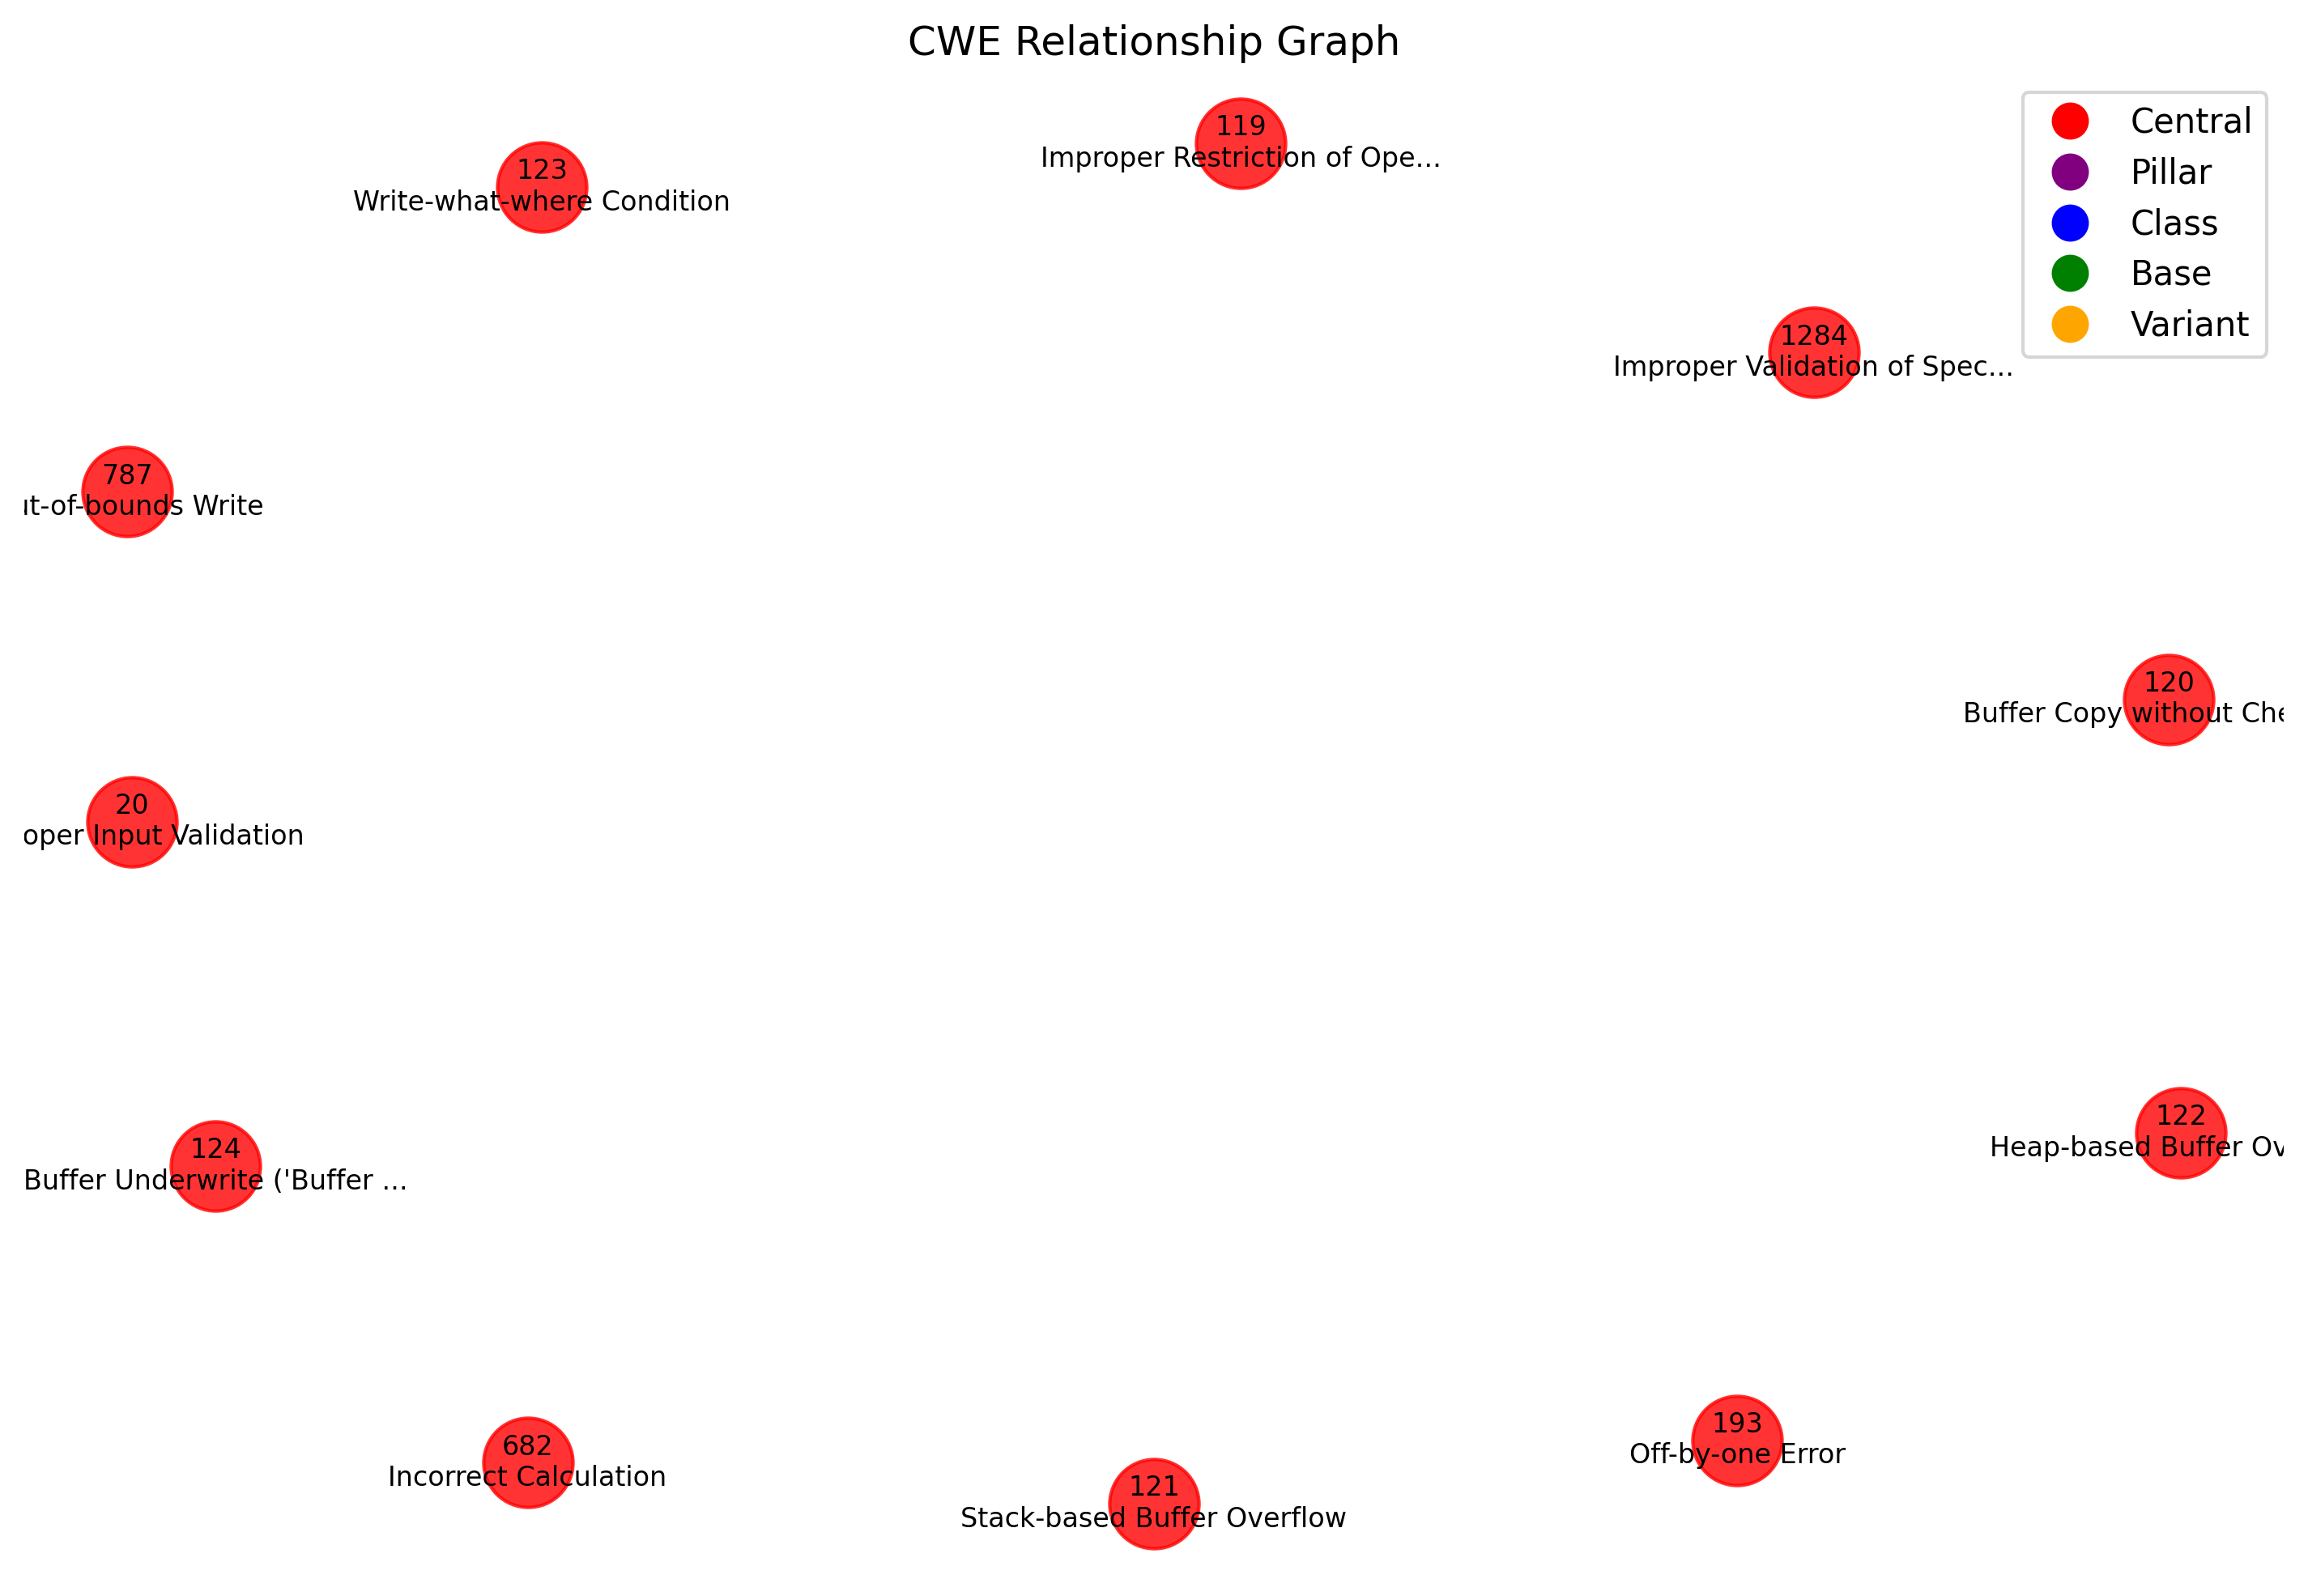 CWE Relationship Graph
119
Improper Restriction of Ope...
Central
Pillar
Class
Base
Variant
123
Write-what-where Condition
1284
Improper Validation of Spec...
787
ut-of-bounds Write
120
Buffer Copy without Che
20
oper Input Validation
122
Heap-based Buffer Ov
124
Buffer Underwrite ('Buffer ...
193
Off-by-one Error
682
Incorrect Calculation
121
Stack-based Buffer Overflow